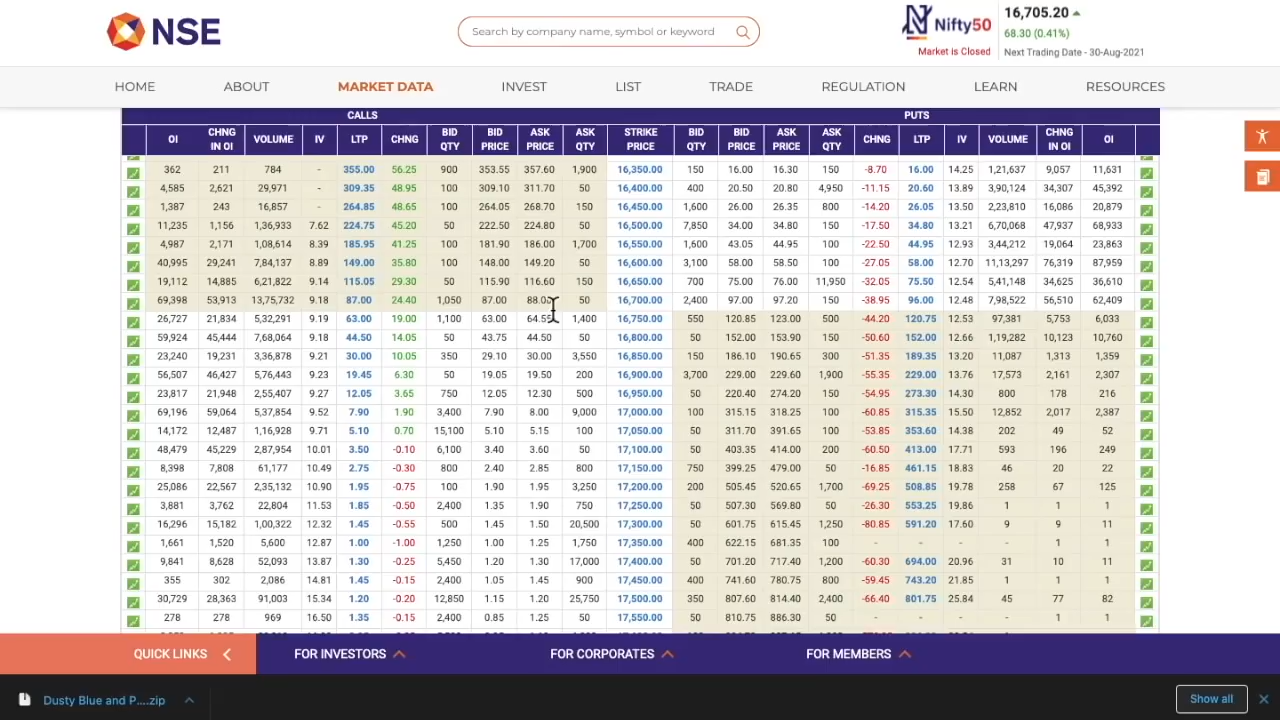 NSE
Search by company name, symbol or keyword
Nifty50
16,705.20
68.30 (0.41%)
Market is Closed
Next Trading Date - 30-Aug-2021
HOME ABOUT MARKET DATA INVEST LIST TRADE REGULATION LEARN RESOURCES
CALLS PUTS
OI CHNG IN OI VOLUME IV LTP CHNG BID QTY BID PRICE ASK PRICE ASK QTY STRIKE PRICE BID QTY BID PRICE ASK PRICE ASK QTY CHNG LTP IV VOLUME CHNG IN OI OI
362 211 784 - 355.00 56.25 900 353.55 357.60 1,900 16,350.00 150 16.00 16.30 150 -8.70 16.00 14.25 1,21,637 9,057 11,631
4,585 2,621 29,971 - 309.35 48.95 100 309.10 311.70 50 16,400.00 400 20.50 20.80 4,950 -11.15 20.60 13.89 3,90,124 34,307 45,392
1,387 243 16,857 - 264.85 48.65 100 264.05 268.70 150 16,450.00 1,600 26.00 26.35 800 -14.20 26.05 13.50 2,23,810 16,086 20,879
11,235 1,156 1,36,933 7.62 224.75 45.20 50 222.50 224.80 50 16,500.00 7,850 34.00 34.80 150 -17.50 34.80 13.21 6,70,068 47,937 68,933
4,987 2,171 1,08,614 8.39 185.95 41.25 100 181.90 186.00 1,700 16,550.00 1,600 43.05 44.95 100 -22.50 44.95 12.93 3,44,212 19,064 23,863
40,995 29,241 7,84,137 8.89 149.00 35.80 100 148.00 149.20 50 16,600.00 3,100 58.00 58.50 100 -27.05 58.00 12.70 11,13,297 76,319 87,959
19,112 14,885 6,21,822 9.14 115.05 29.30 50 115.90 116.60 150 16,650.00 700 75.00 76.00 11,950 -32.05 75.50 12.54 5,41,148 34,625 36,610
69,398 53,913 13,75,732 9.18 87.00 24.40 1,050 87.00 50 16,700.00 2,400 97.00 97.20 150 -38.95 96.00 12.48 7,98,522 56,510 62,409
26,727 21,834 5,32,291 9.19 63.00 19.00 1,100 63.00 64.55 1,400 16,750.00 550 120.85 123.00 500 -44.20 120.75 12.53 97,381 5,753 6,033
59,924 45,444 7,68,064 9.18 44.50 14.05 50 43.75 44.50 50 16,800.00 50 152.00 153.90 150 -50.60 152.00 12.66 1,19,282 10,123 10,760
23,240 19,231 3,36,878 9.21 30.00 10.05 350 29.10 30.00 3,550 16,850.00 150 186.10 190.65 300 -51.35 189.35 13.20 11,087 1,313 1,359
56,507 46,427 5,76,443 9.23 19.45 6.30 50 19.05 19.50 200 16,900.00 3,700 229.00 229.60 1,900 -55.35 229.00 13.76 17,573 2,161 2,307
23,817 21,948 2,55,407 9.27 12.05 3.65 750 12.05 12.30 500 16,950.00 50 220.40 274.20 150 -54.95 273.30 14.30 800 178 216
69,196 59,064 5,37,854 9.52 7.90 1.90 3,400 7.90 8.00 9,000 17,000.00 100 315.15 318.25 100 -60.85 315.35 15.50 12,852 2,017 2,387
14,172 12,487 1,16,928 9.71 5.10 0.70 15,100 5.10 5.15 100 17,050.00 50 311.70 391.65 100 -53.85 353.60 14.38 202 49 52
48,479 45,229 2,87,954 10.01 3.50 -0.10 6,100 3.40 3.60 50 17,100.00 50 403.35 414.00 200 -60.50 413.00 17.71 593 196 249
8,398 7,808 61,177 10.49 2.75 -0.30 800 2.40 2.85 800 17,150.00 750 399.25 479.00 50 -16.85 461.15 18.83 46 20 22
25,086 22,567 2,35,132 10.90 1.95 -0.75 100 1.90 1.95 3,250 17,200.00 200 505.45 520.65 1,700 -69.25 508.85 19.78 258 67 125
3,881 3,762 22,804 11.53 1.85 -0.50 2,400 1.35 1.90 750 17,250.00 50 507.30 569.80 50 -26.30 553.25 19.86 1 1 1
16,296 15,182 1,00,322 12.32 1.45 -0.55 500 1.45 1.50 20,500 17,300.00 50 601.75 615.45 1,250 -80.85 591.20 17.60 9 9 11
1,661 1,520 5,600 12.87 1.00 -1.00 1,250 1.00 1.25 1,750 17,350.00 400 622.15 681.35 100 - - - - 1 1
9,841 8,628 52,093 13.87 1.30 -0.25 5,450 1.20 1.30 17,000 17,400.00 50 701.20 717.40 1,200 -60.30 694.00 20.96 31 10 11
355 302 2,086 14.81 1.45 -0.15 2,400 1.05 1.45 900 17,450.00 400 741.60 780.75 800 -59.45 743.20 21.85 1 1 1
30,729 28,363 91,003 15.34 1.20 -0.20 12,850 1.15 1.20 25,750 17,500.00 350 807.60 814.40 2,400 -66.40 801.75 25.84 45 77 82
278 278 969 16.50 1.35 -0.15 2,400 0.85 1.25 50 17,550.00 50 810.75 886.30 50 - - - - 1 1
QUICK LINKS FOR INVESTORS FOR CORPORATES FOR MEMBERS
Dusty Blue and P....zip Show all